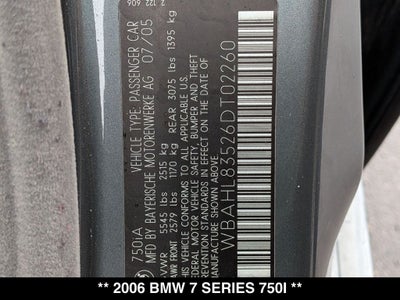 2 122 606
750iA
VEHICLE TYPE: PASSENGER CAR
MFD BY BAYERISCHE MOTORENWERKE AG 07/05
GVWR 5545 lbs 2515 kg
GAWR FRONT 2579 lbs 1170 kg REAR 3075 lbs 1395 kg
THIS VEHICLE CONFORMS TO ALL APPLICABLE U.S.
FEDERAL MOTOR VEHICLE SAFETY, BUMPER AND THEFT
PREVENTION STANDARDS IN EFFECT ON THE DATE OF
MANUFACTURE SHOWN ABOVE.
WBAHL83526DT02260
** 2006 BMW 7 SERIES 750I **